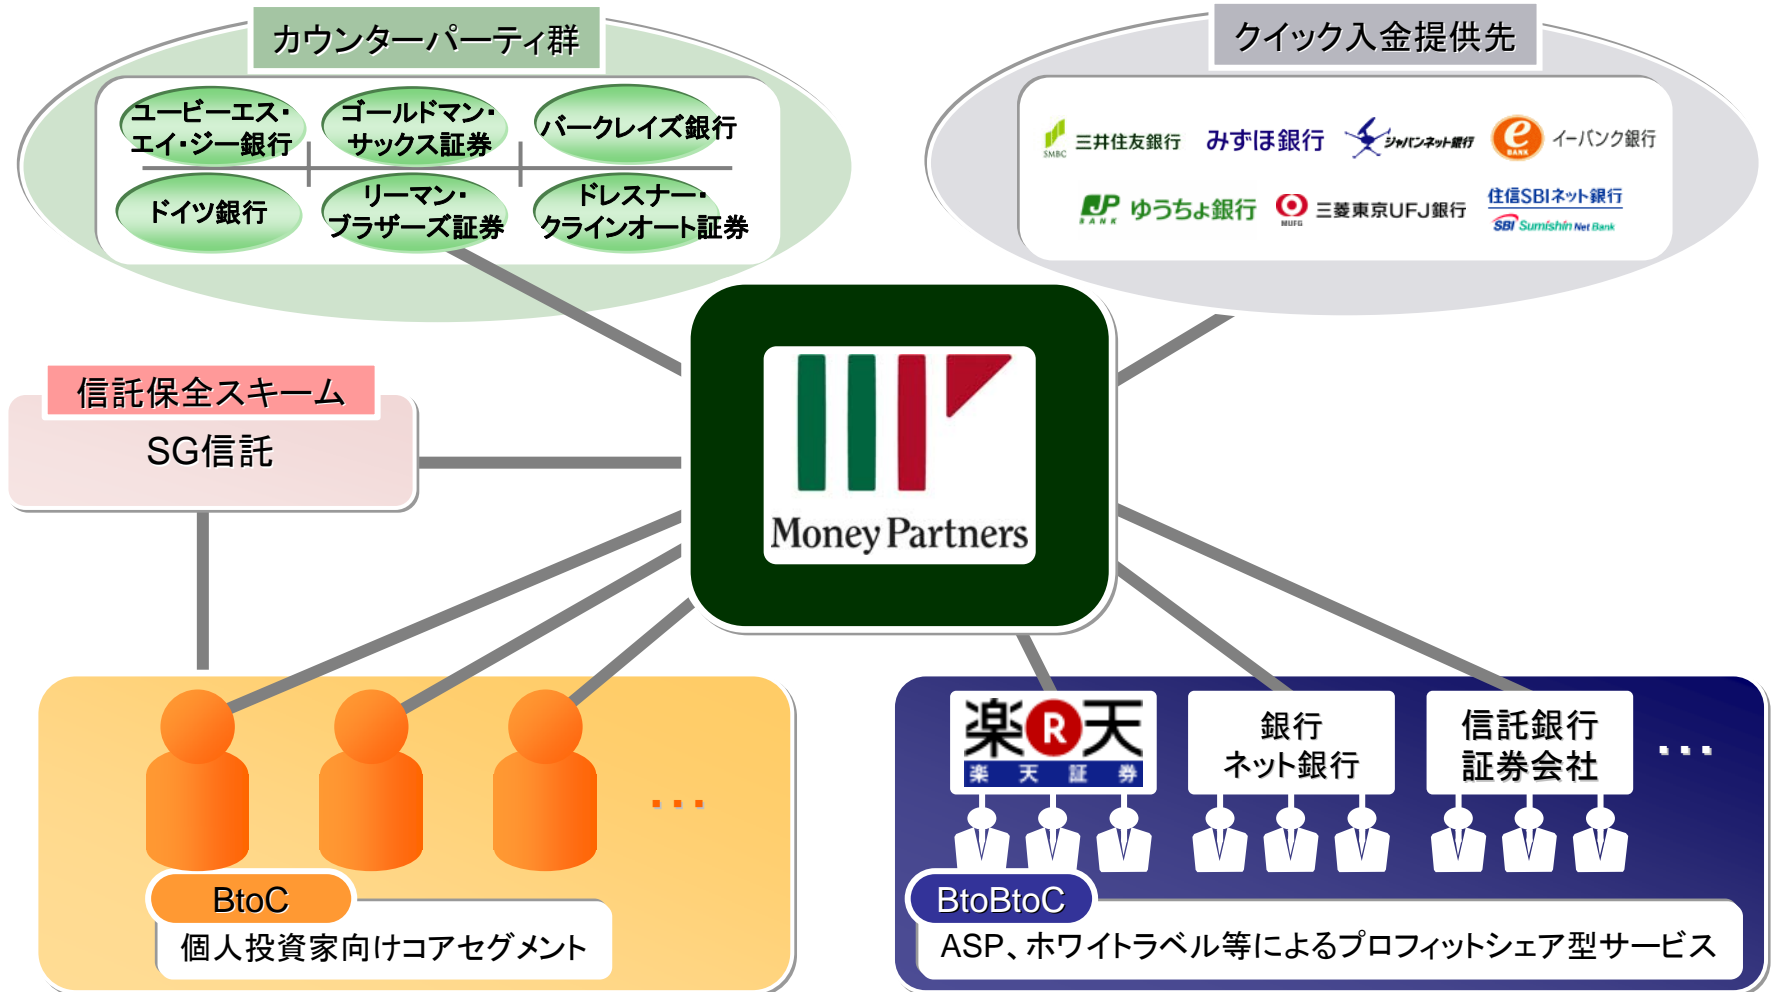 カウンターパーティ群
ユービーエス・
エイ・ジー銀行
ゴールドマン・
サックス証券
バークレイズ銀行
ドイツ銀行
リーマン・
ブラザーズ証券
ドレスナー・
クラインオート証券
クイック入金提供先
SMBC
三井住友銀行
みずほ銀行
ジャパンネット銀行
e
BANK
イーバンク銀行
JP
BANK
ゆうちょ銀行
MUFG
三菱東京UFJ銀行
住信SBIネット銀行
SBI Sumishin Net Bank
信託保全スキーム
SG信託
Money Partners
楽R天
楽天証券
銀行
ネット銀行
信託銀行
証券会社
...
...
BtoC
個人投資家向けコアセグメント
BtoBtoC
ASP、ホワイトラベル等によるプロフィットシェア型サービス